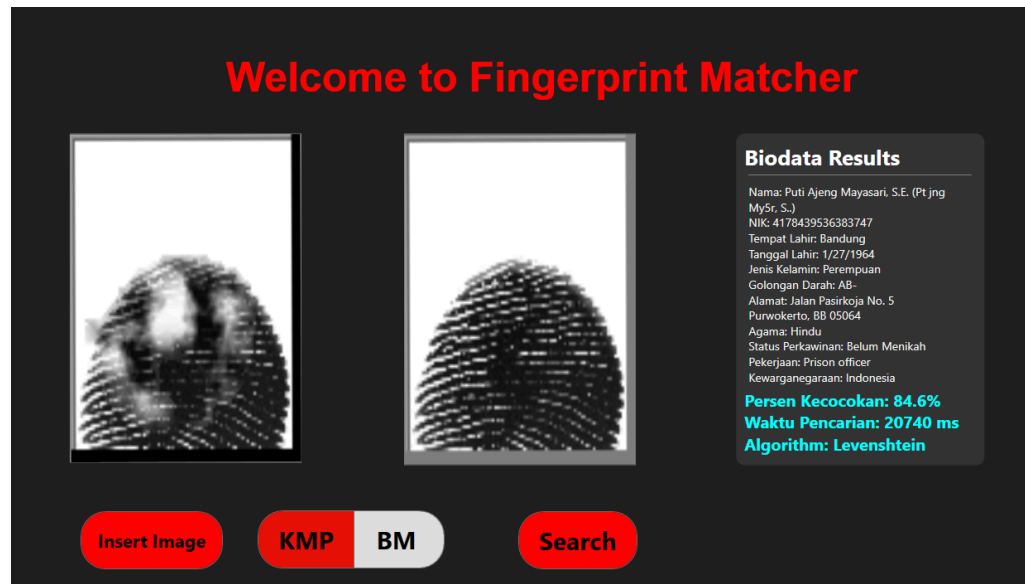 Welcome to Fingerprint Matcher
Biodata Results
Nama: Puti Ajeng Mayasari, S.E. (Pt jng
My5r, S..)
NIK: 4178439536383747
Tempat Lahir: Bandung
Tanggal Lahir: 1/27/1964
Jenis Kelamin: Perempuan
Golongan Darah: AB-
Alamat: Jalan Pasirkoja No. 5
Purwokerto, BB 05064
Agama: Hindu
Status Perkawinan: Belum Menikah
Pekerjaan: Prison officer
Kewarganegaraan: Indonesia
Persen Kecocokan: 84.6%
Waktu Pencarian: 20740 ms
Algorithm: Levenshtein
Insert Image
KMP
BM
Search